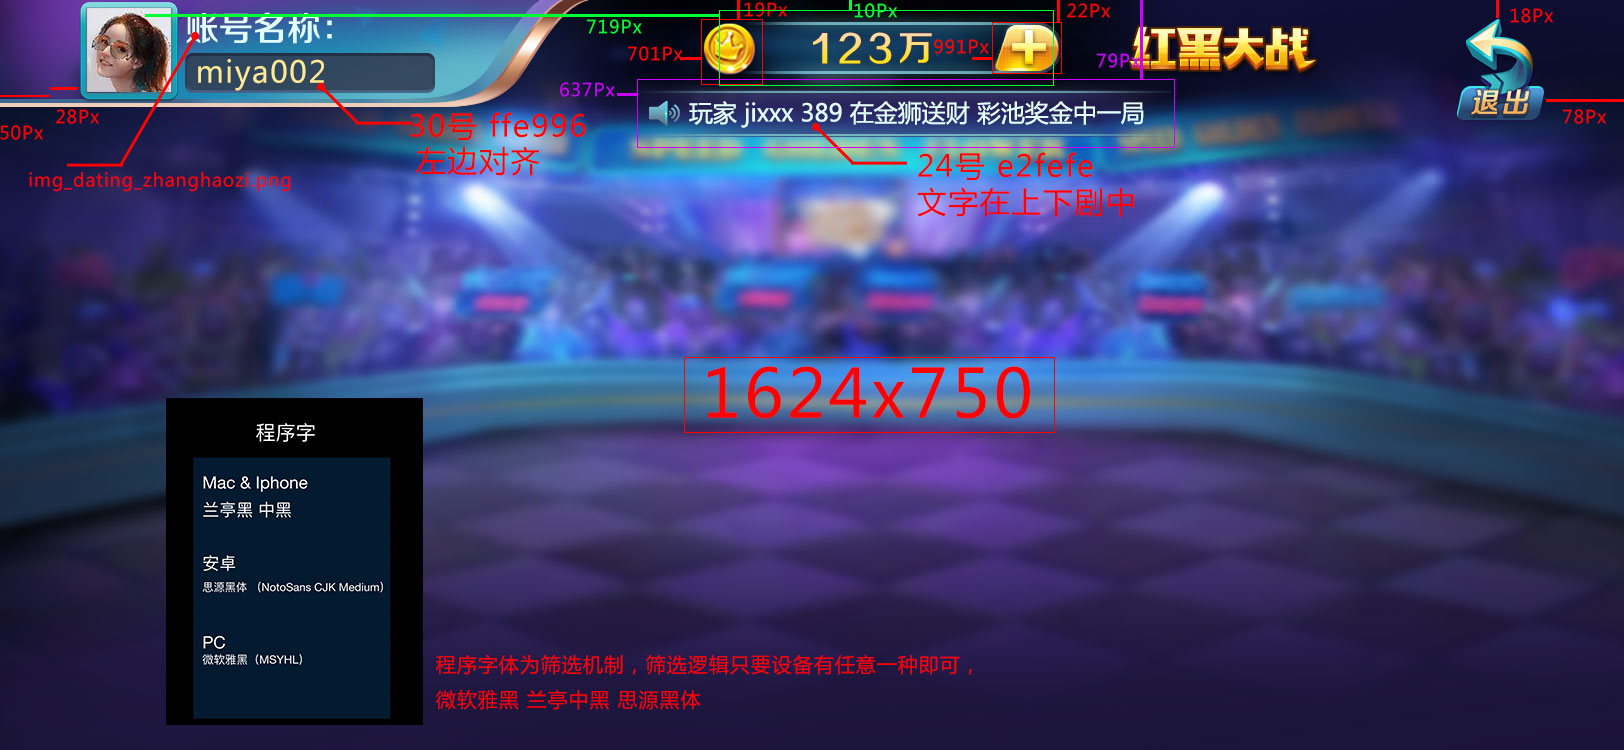 账号名称:
miya002
719Px
19Px
10Px
22Px
18Px
701Px
123万
991Px
79P
红黑大战
637Px
玩家 jixxx 389 在金狮送财 彩池奖金中一局
退出
28Px
50Px
78Px
30号 ffe996
左边对齐
24号 e2fefe
文字在上下剧中
img_dating_zhanghaozi.png
1624x750
程序字
Mac & Iphone
兰亭黑 中黑
安卓
思源黑体 （NotoSans CJK Medium）
PC
微软雅黑（MSYHL）
程序字体为筛选机制，筛选逻辑只要设备有任意一种即可，
微软雅黑 兰亭中黑 思源黑体